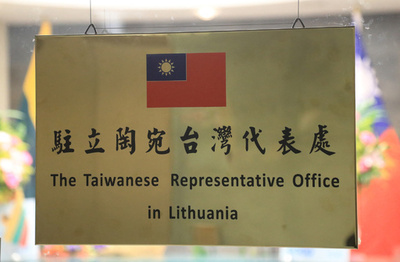 駐立陶宛台灣代表處
The Taiwanese Representative Office
in Lithuania